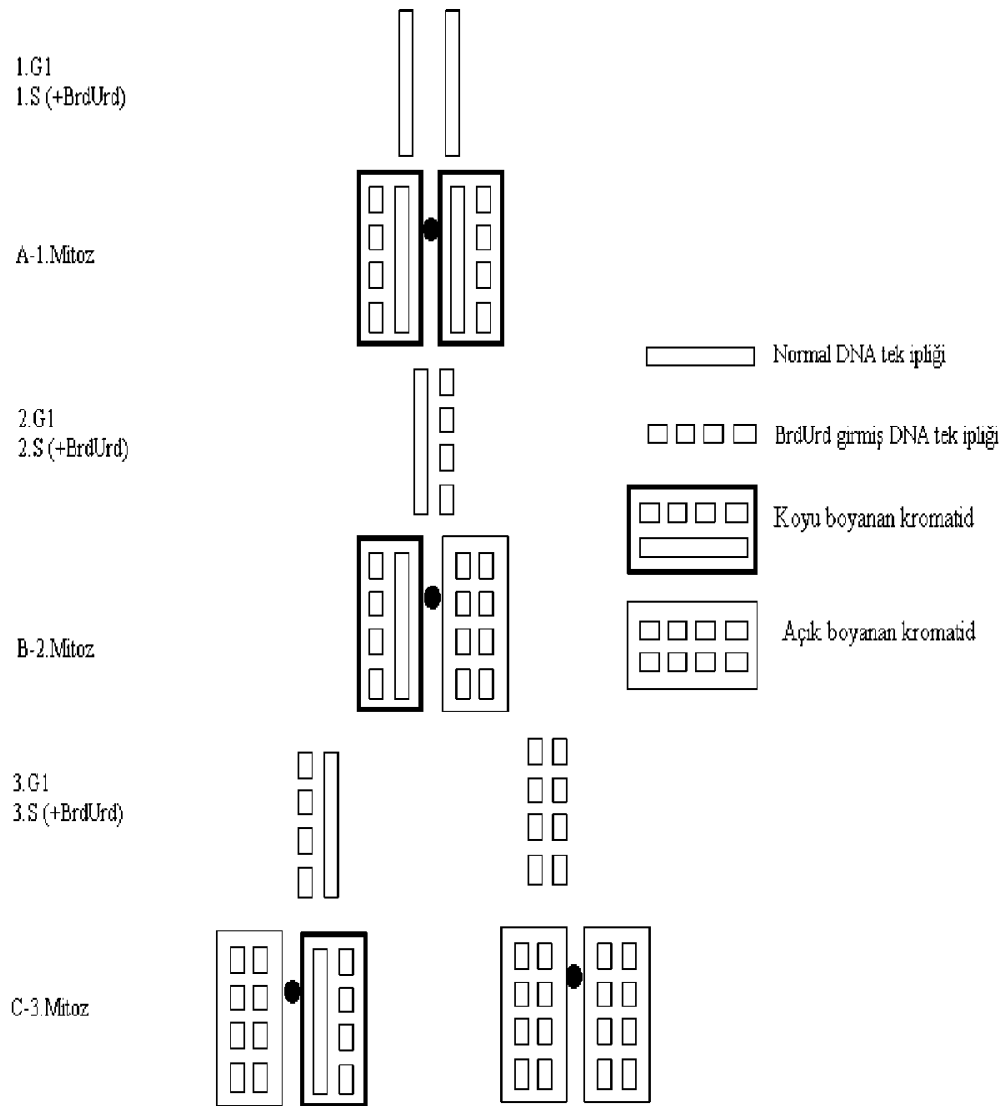 1.G1
1.S (+BrdUrd)
A-1.Mitoz
Normal DNA tek ipliği
2.G1
2.S (+BrdUrd)
BrdUrd girmiş DNA tek ipliği
Koyu boyanan kromatid
Açik boyanan kromatid
B-2.Mitoz
3.G1
3.S (+BrdUrd)
C-3.Mitoz